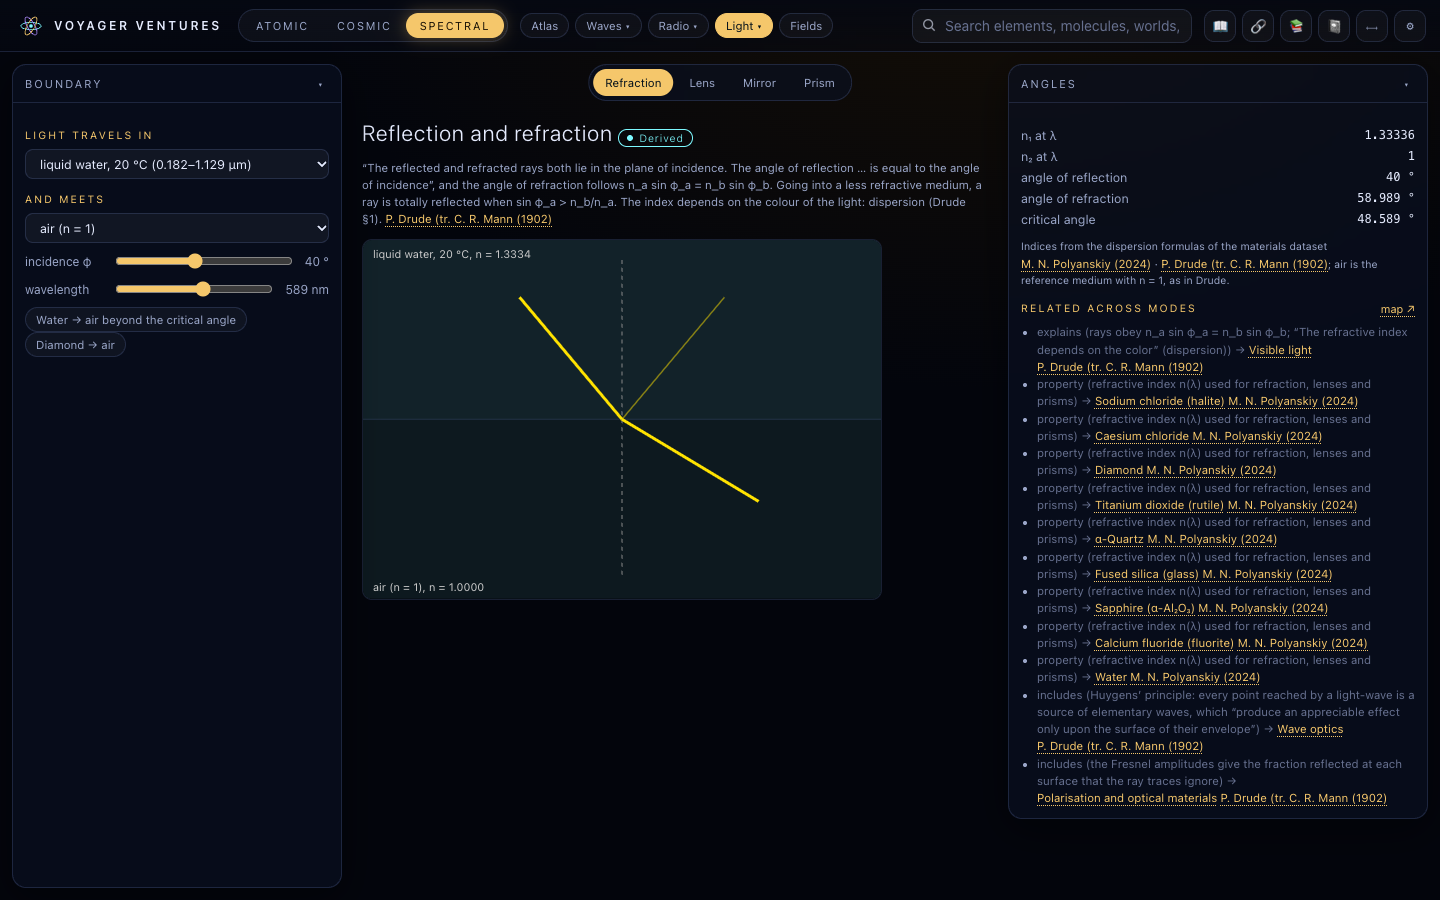 VOYAGER VENTURES
ATOMIC
COSMIC
SPECTRAL
Atlas
Waves ▾
Radio ▾
Light ▾
Fields
Search elements, molecules, worlds,
BOUNDARY
LIGHT TRAVELS IN
liquid water, 20 °C (0.182–1.129 µm)
AND MEETS
air (n = 1)
incidence ϕ 40 °
wavelength 589 nm
Water → air beyond the critical angle
Diamond → air
Refraction
Lens
Mirror
Prism
Reflection and refraction
Derived
“The reflected and refracted rays both lie in the plane of incidence. The angle of reflection … is equal to the angle
of incidence”, and the angle of refraction follows n_a sin ϕ_a = n_b sin ϕ_b. Going into a less refractive medium, a
ray is totally reflected when sin ϕ_a > n_b/n_a. The index depends on the colour of the light: dispersion (Drude
§1). P. Drude (tr. C. R. Mann (1902)
liquid water, 20 °C, n = 1.3334
air (n = 1), n = 1.0000
ANGLES
n₁ at λ 1.33336
n₂ at λ 1
angle of reflection 40 °
angle of refraction 58.989 °
critical angle 48.589 °
Indices from the dispersion formulas of the materials dataset
M. N. Polyanskiy (2024) · P. Drude (tr. C. R. Mann (1902); air is the
reference medium with n = 1, as in Drude.
RELATED ACROSS MODES
map ↗
explains (rays obey n_a sin ϕ_a = n_b sin ϕ_b; “The refractive index
depends on the color” (dispersion)) → Visible light
P. Drude (tr. C. R. Mann (1902)
property (refractive index n(λ) used for refraction, lenses and
prisms) → Sodium chloride (halite) M. N. Polyanskiy (2024)
property (refractive index n(λ) used for refraction, lenses and
prisms) → Caesium chloride M. N. Polyanskiy (2024)
property (refractive index n(λ) used for refraction, lenses and
prisms) → Diamond M. N. Polyanskiy (2024)
property (refractive index n(λ) used for refraction, lenses and
prisms) → Titanium dioxide (rutile) M. N. Polyanskiy (2024)
property (refractive index n(λ) used for refraction, lenses and
prisms) → α-Quartz M. N. Polyanskiy (2024)
property (refractive index n(λ) used for refraction, lenses and
prisms) → Fused silica (glass) M. N. Polyanskiy (2024)
property (refractive index n(λ) used for refraction, lenses and
prisms) → Sapphire (α-Al₂O₃) M. N. Polyanskiy (2024)
property (refractive index n(λ) used for refraction, lenses and
prisms) → Calcium fluoride (fluorite) M. N. Polyanskiy (2024)
property (refractive index n(λ) used for refraction, lenses and
prisms) → Water M. N. Polyanskiy (2024)
includes (Huygens’ principle: every point reached by a light-wave is a
source of elementary waves, which “produce an appreciable effect
only upon the surface of their envelope”) → Wave optics
P. Drude (tr. C. R. Mann (1902)
includes (the Fresnel amplitudes give the fraction reflected at each
surface that the ray traces ignore) →
Polarisation and optical materials P. Drude (tr. C. R. Mann (1902)